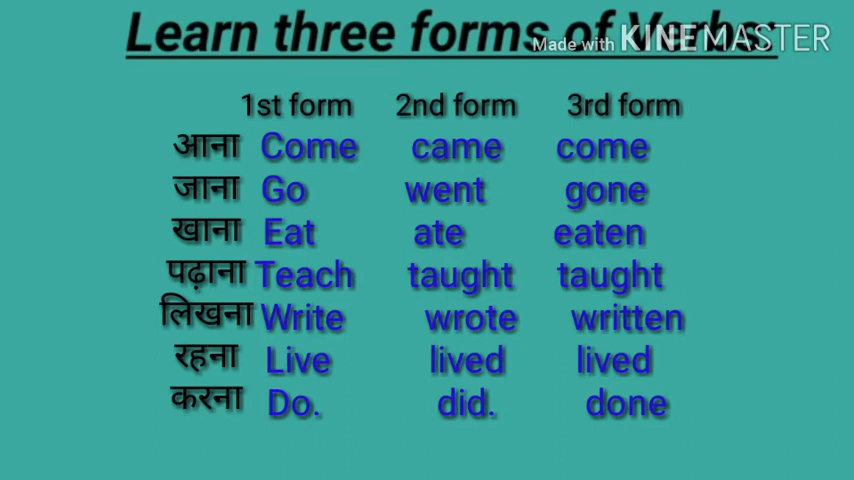 Learn three forms of Verbs:
Made with KINEMASTER
1st form 2nd form 3rd form
आना Come came come
जाना Go went gone
खाना Eat ate eaten
पढ़ाना Teach taught taught
लिखना Write wrote written
रहना Live lived lived
करना Do. did. done